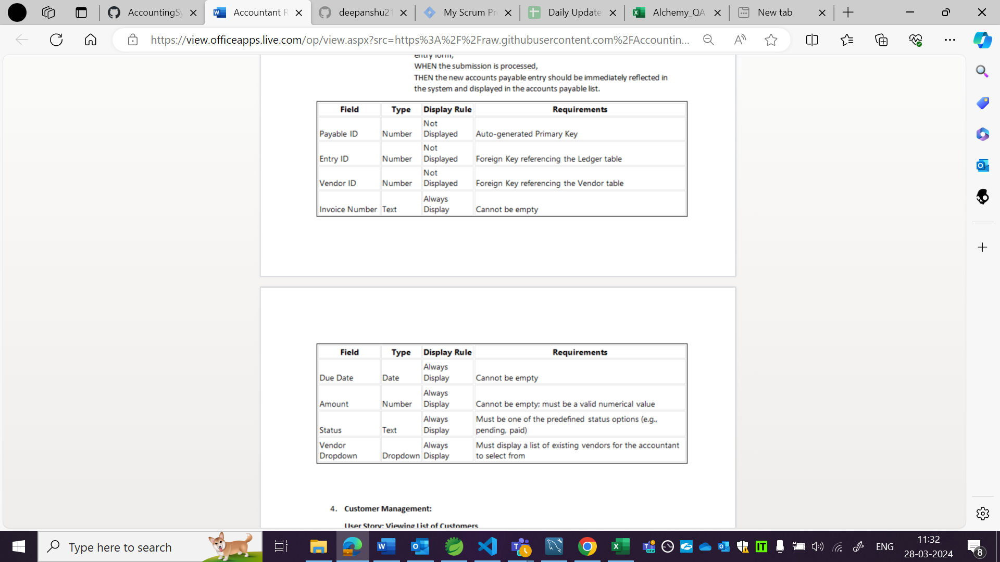 AccountingSy
Accountant R
deepanshu21
My Scrum Pr
Daily Update
Alchemy_QA
New tab
https://view.officeapps.live.com/op/view.aspx?src=https%3A%2F%2Fraw.githubusercontent.com%2FAccountin...
entry form,
WHEN the submission is processed,
THEN the new accounts payable entry should be immediately reflected in
the system and displayed in the accounts payable list.
Field Type Display Rule Requirements
Payable ID Number Not Displayed Auto-generated Primary Key
Entry ID Number Not Displayed Foreign Key referencing the Ledger table
Vendor ID Number Not Displayed Foreign Key referencing the Vendor table
Invoice Number Text Always Display Cannot be empty
Field Type Display Rule Requirements
Due Date Date Always Display Cannot be empty
Amount Number Always Display Cannot be empty; must be a valid numerical value
Status Text Always Display Must be one of the predefined status options (e.g., pending, paid)
Vendor Dropdown Dropdown Always Display Must display a list of existing vendors for the accountant to select from
4. Customer Management:
User Story: Viewing List of Customers
Type here to search
ENG
11:32
28-03-2024
8